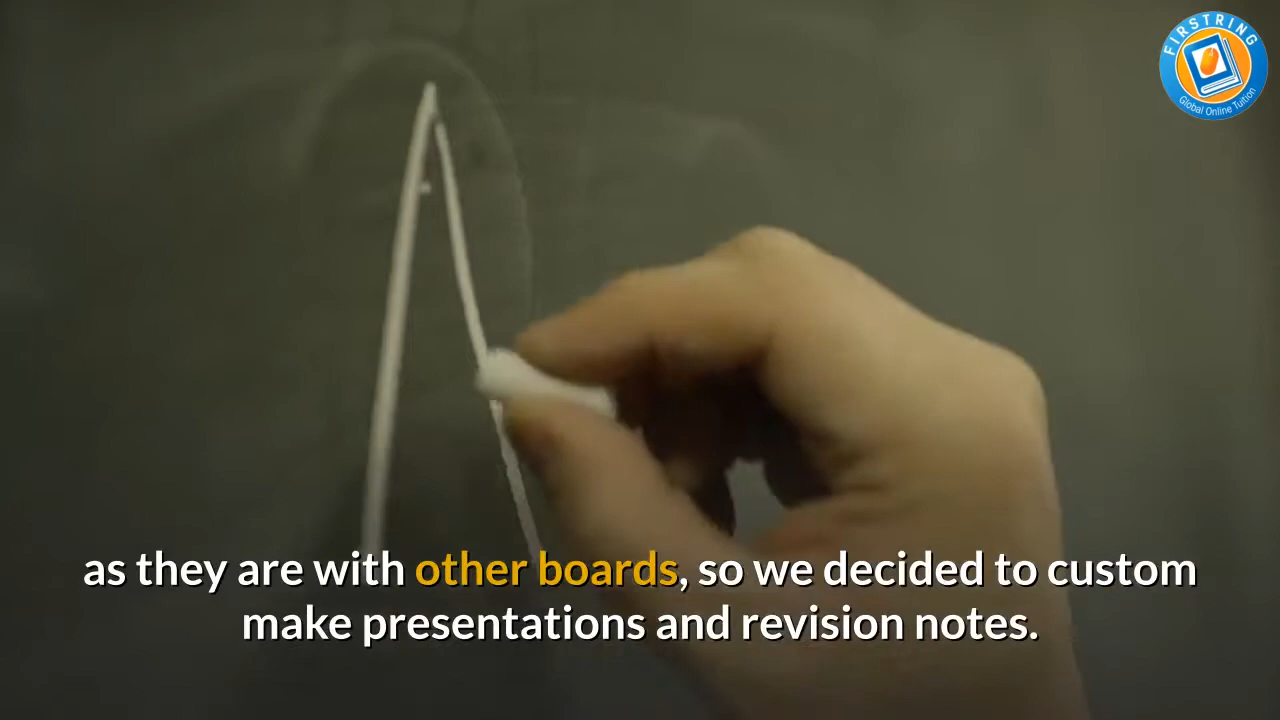 FIRSTRING
Global Online Tuition
as they are with other boards, so we decided to custom
make presentations and revision notes.